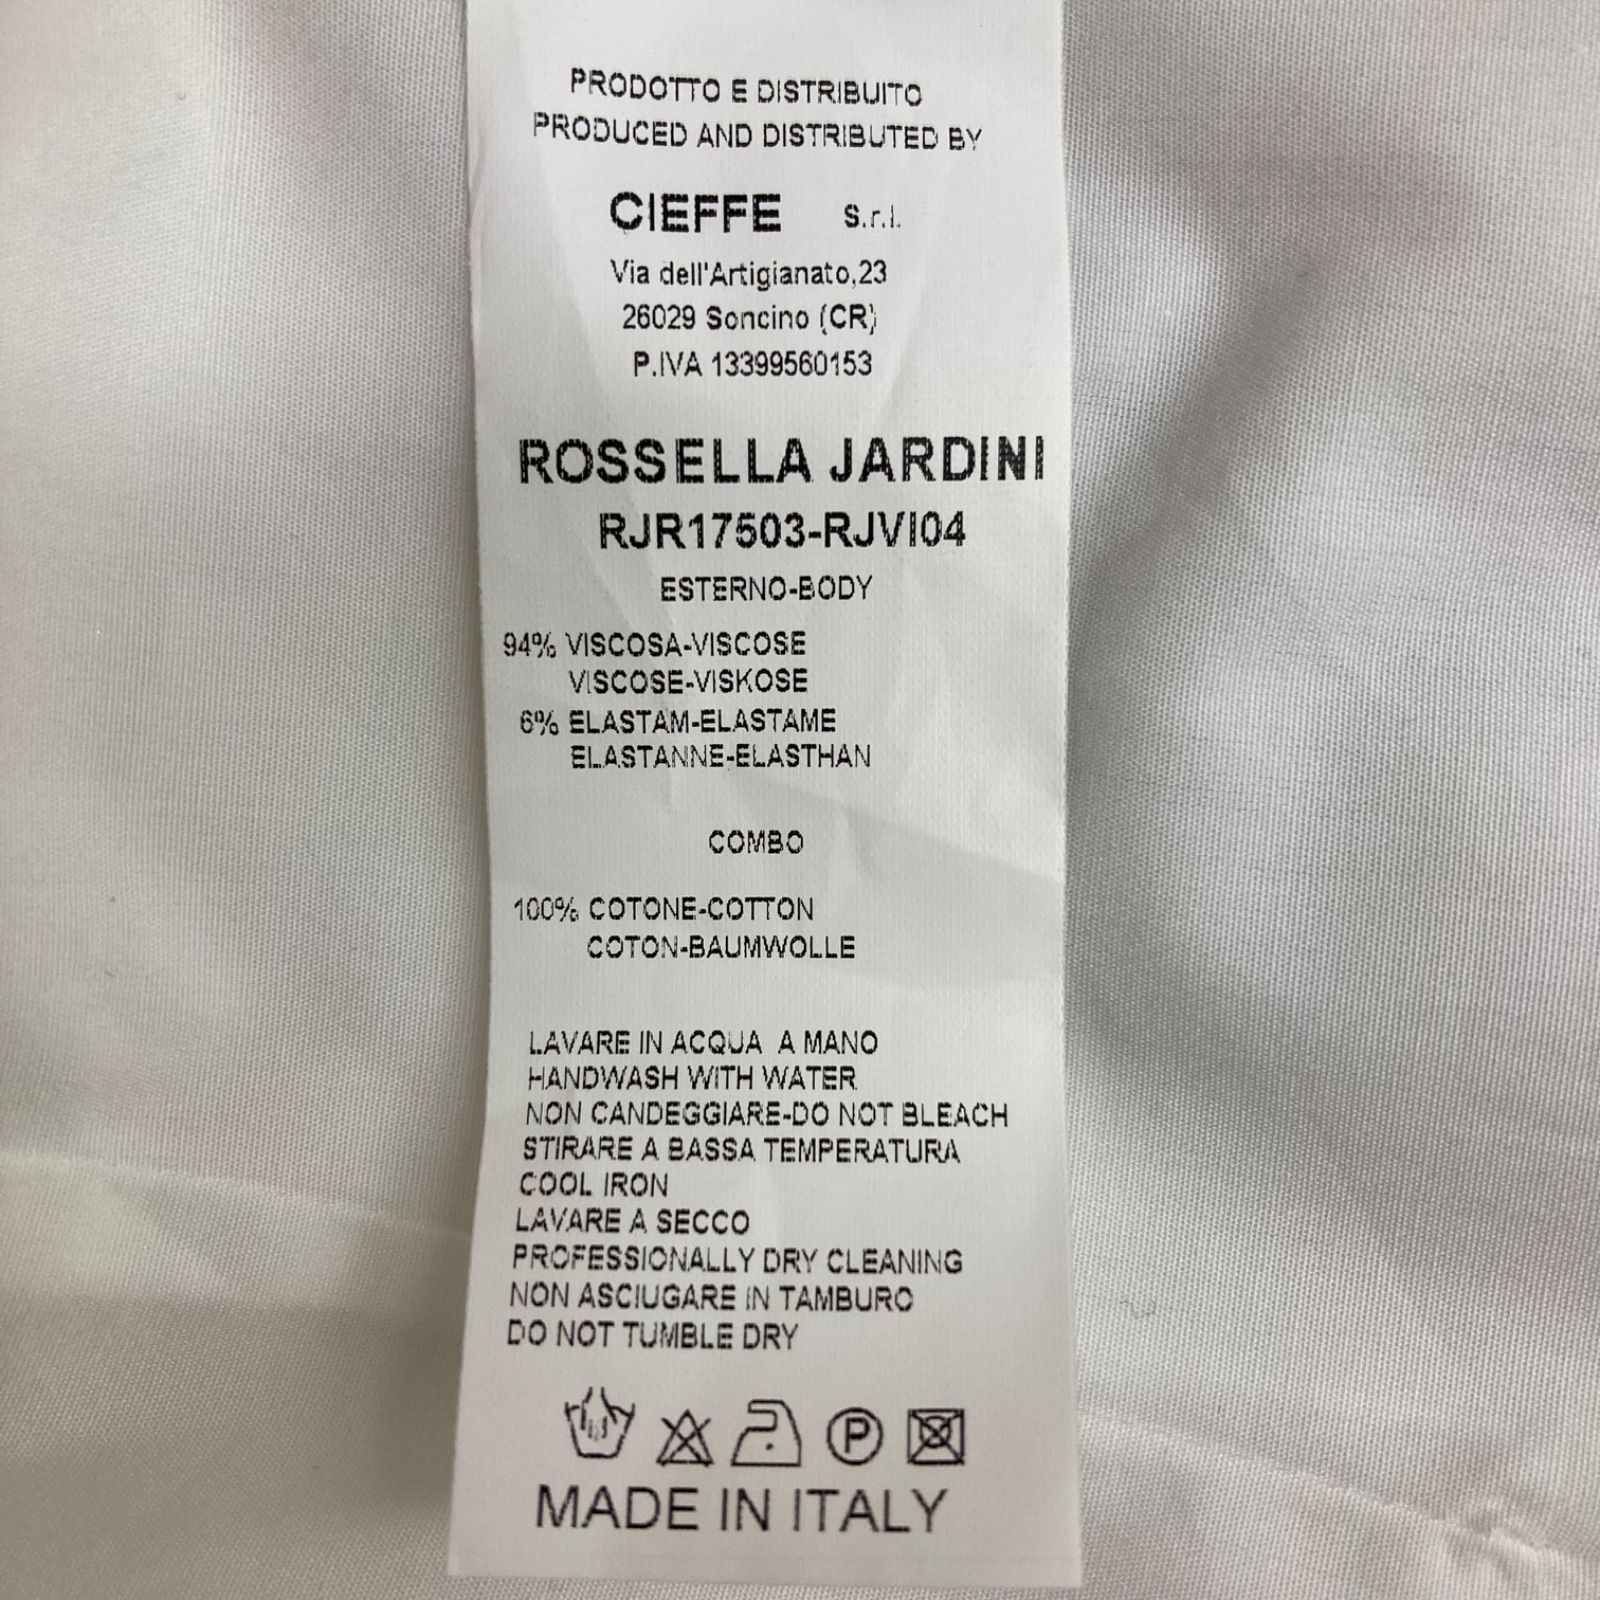 PRODOTTO E DISTRIBUITO
PRODUCED AND DISTRIBUTED BY
CIEFFE S.r.l.
Via dell'Artigianato,23
26029 Soncino (CR)
P.IVA 13399560153
ROSSELLA JARDINI
RJR17503-RJVI04
ESTERNO-BODY
94% VISCOSA-VISCOSE
VISCOSE-VISKOSE
6% ELASTAM-ELASTAME
ELASTANNE-ELASTHAN
COMBO
100% COTONE-COTTON
COTON-BAUMWOLLE
LAVARE IN ACQUA A MANO
HANDWASH WITH WATER
NON CANDEGGIARE-DO NOT BLEACH
STIRARE A BASSA TEMPERATURA
COOL IRON
LAVARE A SECCO
PROFESSIONALLY DRY CLEANING
NON ASCIUGARE IN TAMBURO
DO NOT TUMBLE DRY
P
MADE IN ITALY